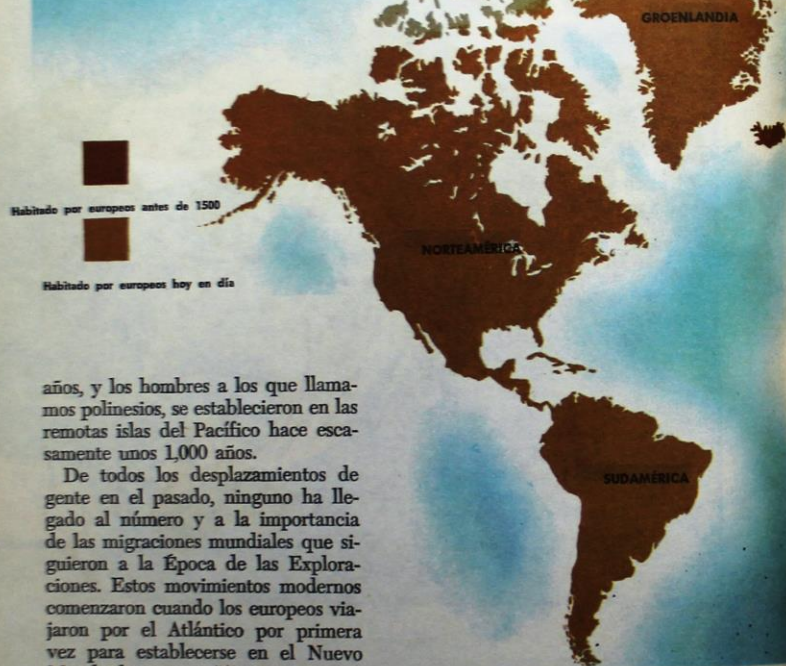 GROENLANDIA
Habitado por europeos antes de 1500
NORTEAMÉRICA
Habitado por europeos hoy en día
años, y los hombres a los que llama-
mos polinesios, se establecieron en las
remotas islas del Pacífico hace esca-
samente unos 1,000 años.
De todos los desplazamientos de
gente en el pasado, ninguno ha lle-
gado al número y a la importancia
de las migraciones mundiales que si-
guieron a la Época de las Explora-
ciones. Estos movimientos modernos
comenzaron cuando los europeos via-
jaron por el Atlántico por primera
vez para establecerse en el Nuevo
SUDAMÉRICA